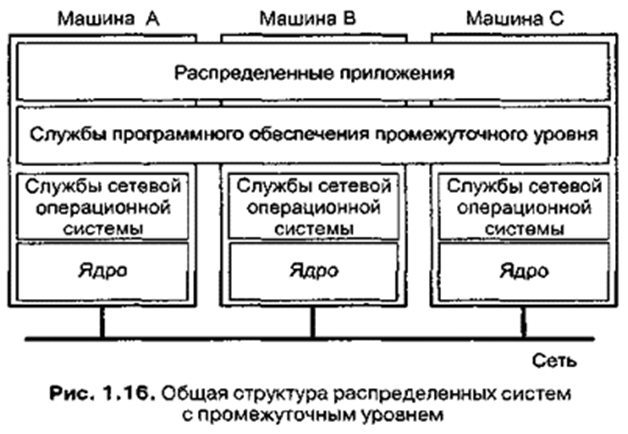 Машина A Машина B Машина C
Распределенные приложения
Службы программного обеспечения промежуточного уровня
Службы сетевой операционной системы Службы сетевой операционной системы Службы сетевой операционной системы
Ядро Ядро Ядро
Сеть
Рис. 1.16. Общая структура распределенных систем
с промежуточным уровнем